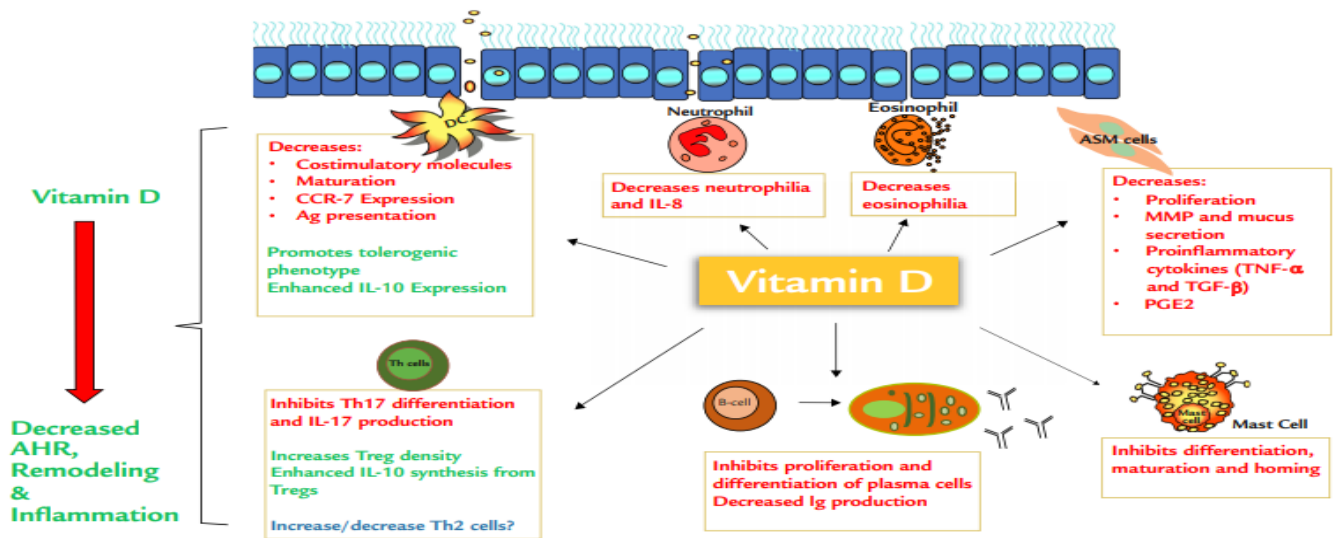 Vitamin D
Decreased
AHR,
Remodeling
&
Inflammation
DC
Decreases:
• Costimulatory molecules
• Maturation
• CCR-7 Expression
• Ag presentation
Promotes tolerogenic
phenotype
Enhanced IL-10 Expression
Neutrophil
Decreases neutrophilia
and IL-8
Eosinophil
Decreases
eosinophilia
ASM cells
Decreases:
• Proliferation
• MMP and mucus
secretion
• Proinflammatory
cytokines (TNF-α
and TGF-β)
• PGE2
Vitamin D
Th cells
Inhibits Th17 differentiation
and IL-17 production
Increases Treg density
Enhanced IL-10 synthesis from
Tregs
Increase/decrease Th2 cells?
B-cell
Inhibits proliferation and
differentiation of plasma cells
Decreased Ig production
Mast
cell
Mast Cell
Inhibits differentiation,
maturation and homing